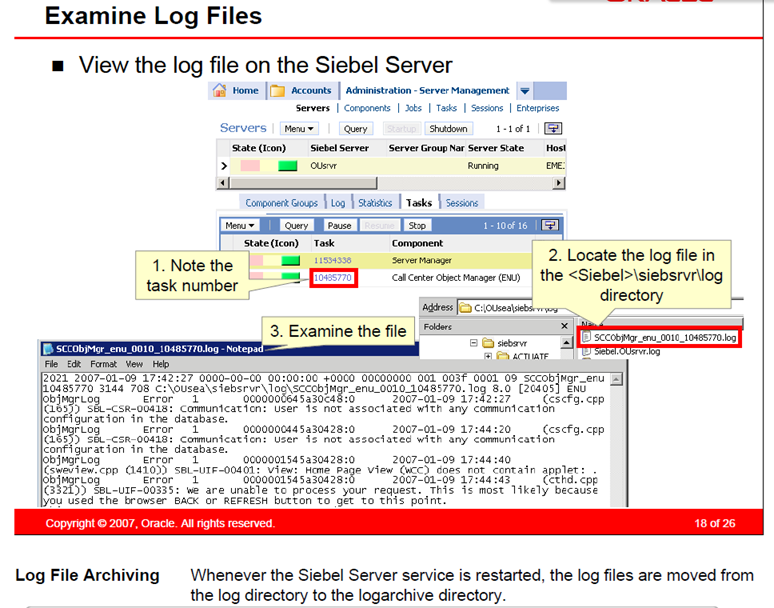 Examine Log Files
■ View the log file on the Siebel Server
Home Accounts Administration - Server Management
Servers | Components | Jobs | Tasks | Sessions | Enterprises
Servers Menu Query Startup Shutdown 1 - 1 of 1
State (Icon) Siebel Server Server Group Nar Server State Host
OUsrvr Running EME
Component Groups Log Statistics Tasks Sessions
Menu Query Pause Resume Stop 1 - 10 of 16
State (Icon) Task Component
11534338 Server Manager
10485770 Call Center Object Manager (ENU)
1. Note the
task number
2. Locate the log file in
the <Siebel>\siebsrvr\log
directory
Address C:\OUsea\siebsrvr\log
Folders × Name
siebsrvr
ACTUATE
SCCObjMgr_enu_0010_10485770.log
Siebel.OUsrvr.log
3. Examine the file
SCCObjMgr_enu_0010_10485770.log - Notepad
File Edit Format View Help
2021 2007-01-09 17:42:27 0000-00-00 00:00:00 +0000 00000000 001 003f 0001 09 SCCObjMgr_enu
10485770 3144 708 C:\OUsea\siebsrvr\log\SCCObjMgr_enu_0010_10485770.log 8.0 [20405] ENU
ObjMgrLog Error 1 0000000645a30c48:0 2007-01-09 17:42:27 (cscfg.cpp
(165)) SBL-CSR-00418: Communication: User is not associated with any communication
configuration in the database.
ObjMgrLog Error 1 0000000445a30428:0 2007-01-09 17:44:20 (cscfg.cpp
(165)) SBL-CSR-00418: Communication: User is not associated with any communication
configuration in the database.
ObjMgrLog Error 1 0000001545a30428:0 2007-01-09 17:44:40
(sweview.cpp (1410)) SBL-UIF-00401: View: Home Page View (WCC) does not contain applet: .
ObjMgrLog Error 1 0000001545a30428:0 2007-01-09 17:44:43 (cthd.cpp
(3321)) SBL-UIF-00335: We are unable to process your request. This is most likely because
you used the browser BACK or REFRESH button to get to this point.
Copyright © 2007, Oracle. All rights reserved. 18 of 26
Log File Archiving Whenever the Siebel Server service is restarted, the log files are moved from
the log directory to the logarchive directory.